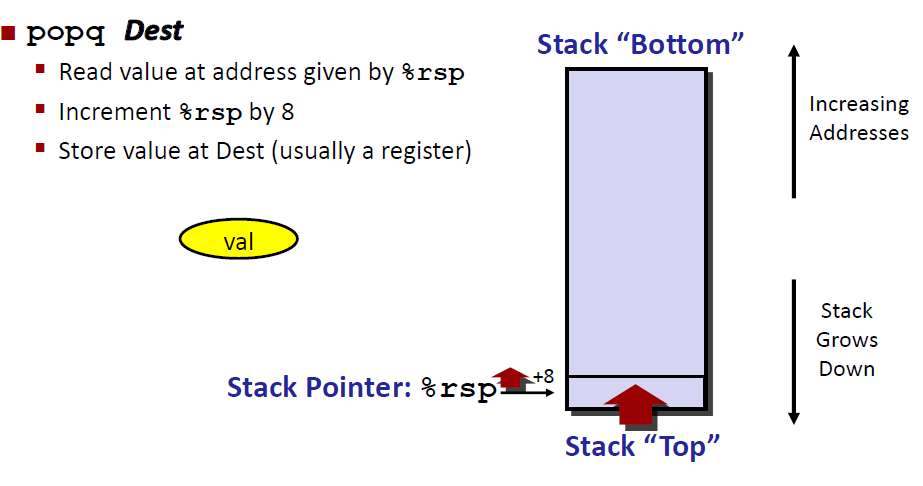 popq Dest
Read value at address given by %rsp
Increment %rsp by 8
Store value at Dest (usually a register)
val
Stack Pointer: %rsp
+8
Stack “Bottom”
Stack “Top”
Increasing
Addresses
Stack
Grows
Down